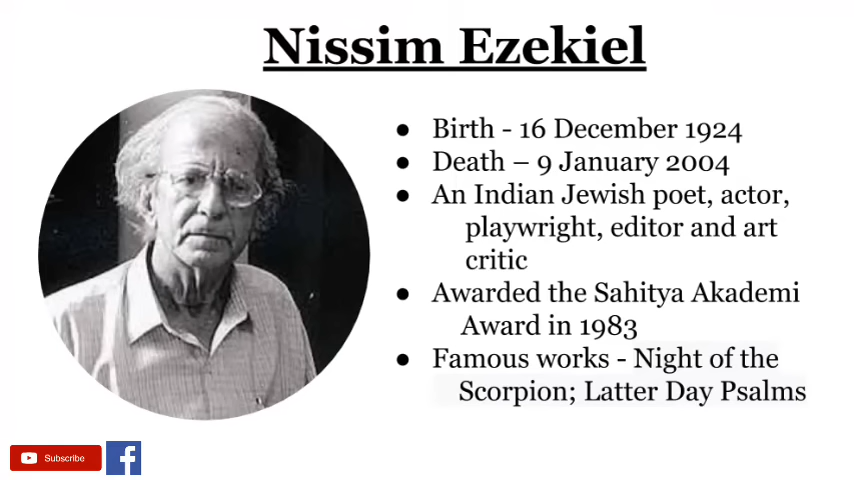 Nissim Ezekiel
● Birth - 16 December 1924
● Death – 9 January 2004
● An Indian Jewish poet, actor,
playwright, editor and art
critic
● Awarded the Sahitya Akademi
Award in 1983
● Famous works - Night of the
Scorpion; Latter Day Psalms
Subscribe
f